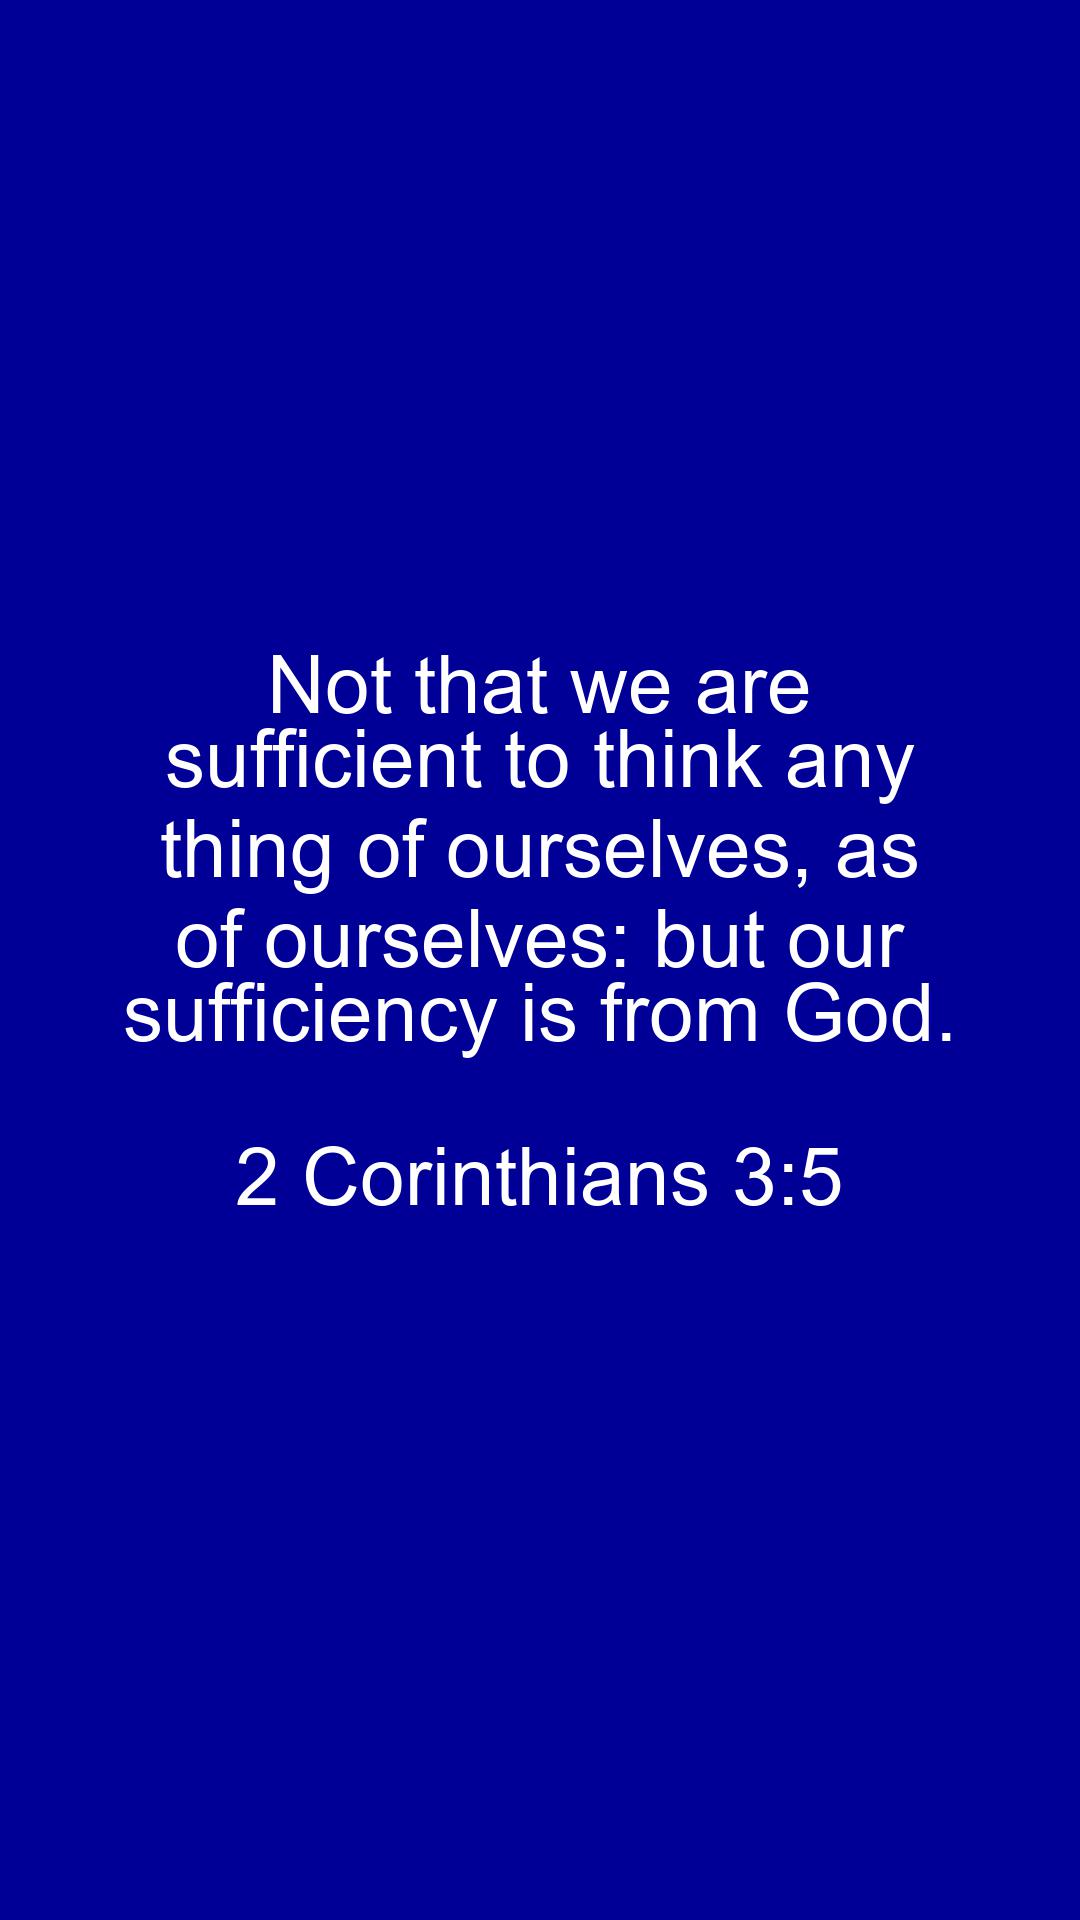 Not that we are
sufficient to think any
thing of ourselves, as
of ourselves: but our
sufficiency is from God.
2 Corinthians 3:5